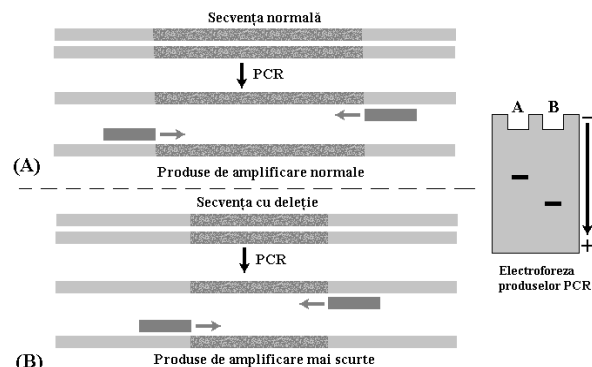 Secvența normală
PCR
(A)
Produse de amplificare normale
Secvența cu deleție
PCR
(B)
Produse de amplificare mai scurte
A B
−
+
Electroforeza
produselor PCR